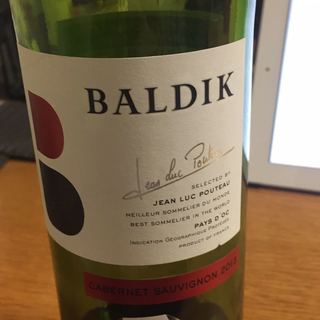 BALDIK
Jean Luc Pouteau
SELECTED BY
JEAN LUC POUTEAU
MEILLEUR SOMMELIER DU MONDE
BEST SOMMELIER IN THE WORLD
PAYS D'OC
INDICATION GÉOGRAPHIQUE PROTÉGÉE
PRODUCT OF FRANCE
CABERNET SAUVIGNON 2013